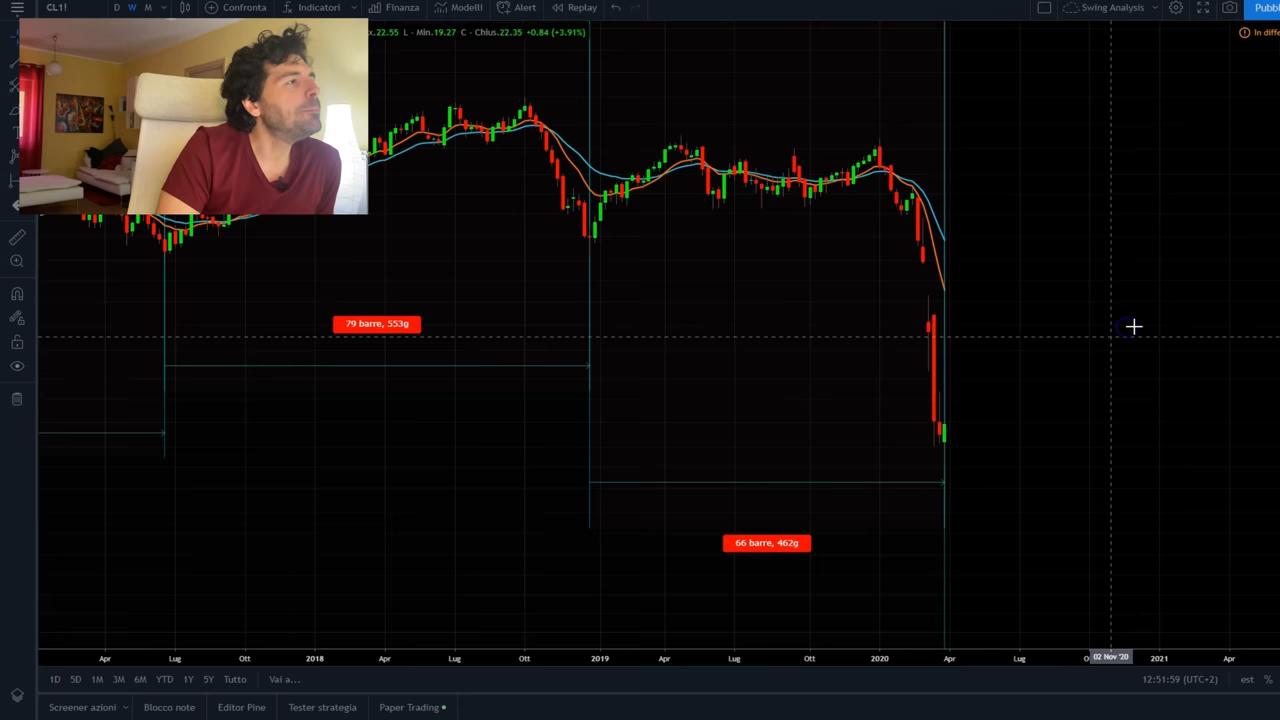 CL1! D W M Confronta Indicatori Finanza Modelli Alert Replay Swing Analysis
x.22.55 L - Min.19.27 C - Chius.22.35 +0.84 (+3.91%)
79 barre, 553g
66 barre, 462g
Apr Lug Ott 2018 Apr Lug Ott 2019 Apr Lug Ott 2020 Apr Lug 02 Nov '20 2021 Apr
1D 5D 1M 3M 6M YTD 1Y 5Y Tutto Vai a... 12:51:59 (UTC+2) est %
Screener azioni Blocco note Editor Pine Tester strategia Paper Trading